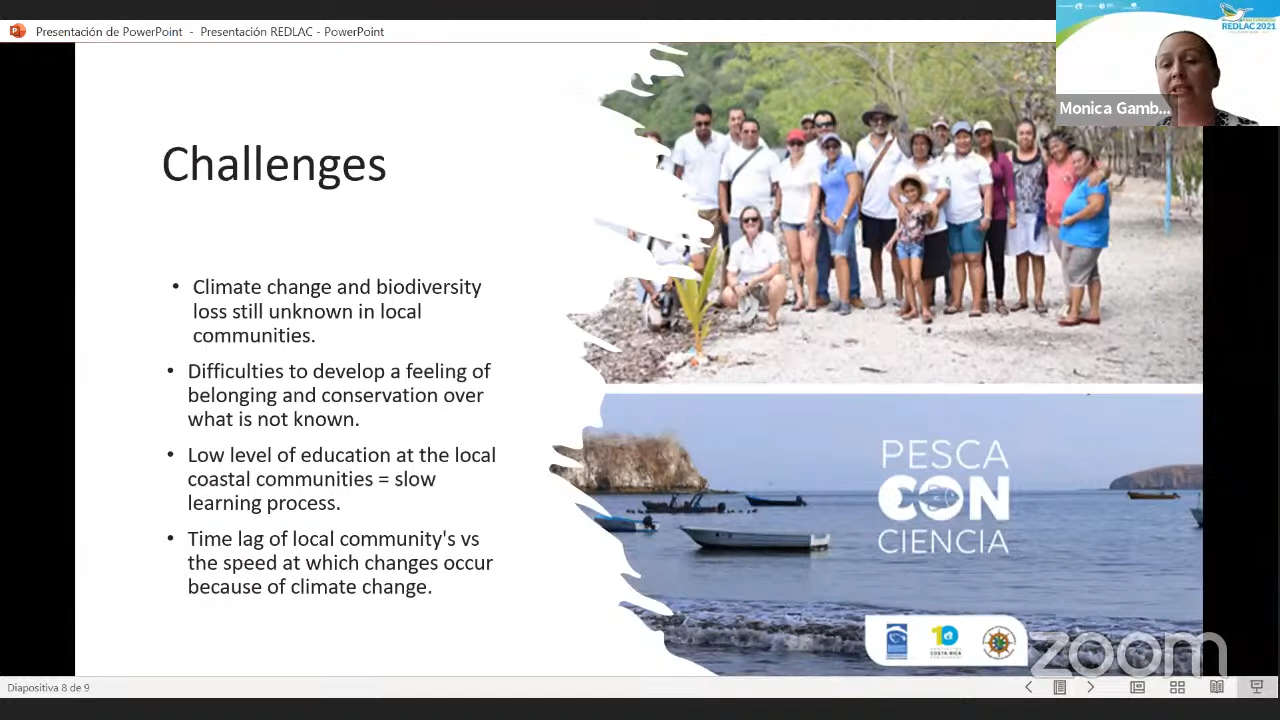 Presentación de PowerPoint - Presentación REDLAC - PowerPoint
REDLAC 2021
Monica Gamb...
Challenges
• Climate change and biodiversity
loss still unknown in local
communities.
• Difficulties to develop a feeling of
belonging and conservation over
what is not known.
• Low level of education at the local
coastal communities = slow
learning process.
• Time lag of local community's vs
the speed at which changes occur
because of climate change.
PESCA
CON
CIENCIA
10
COSTA RICA
zoom
Diapositiva 8 de 9